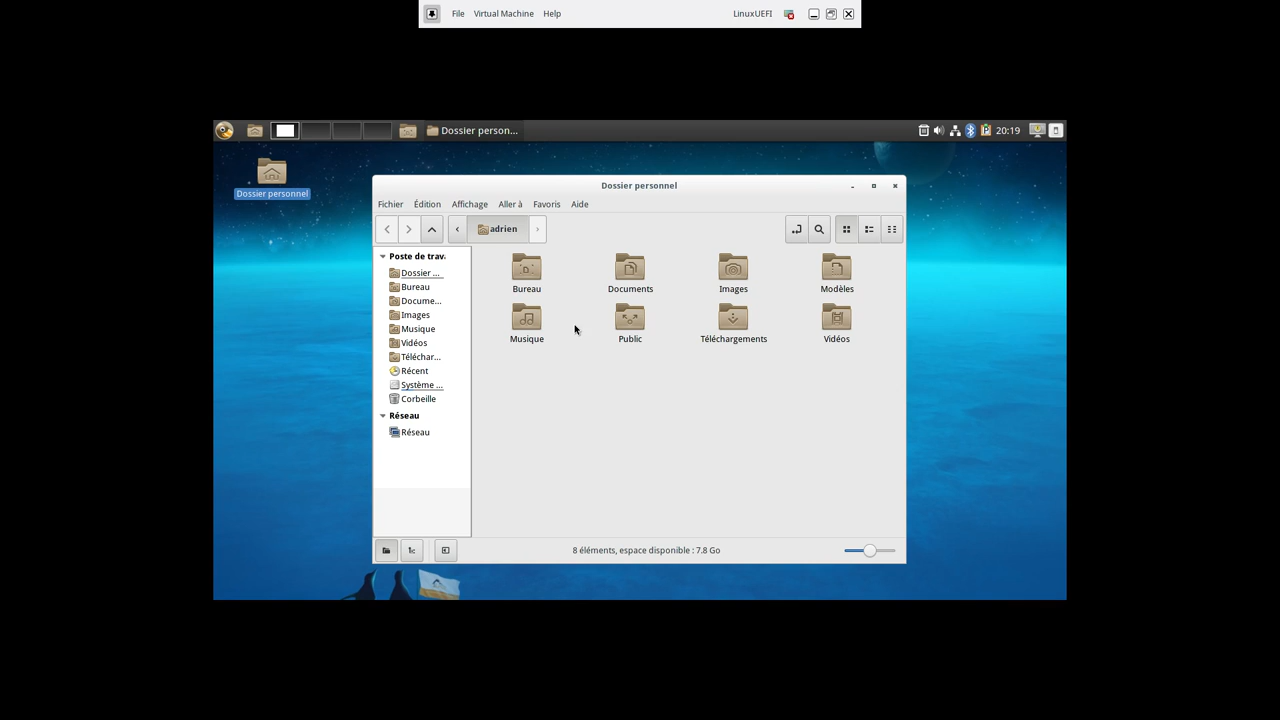 File Virtual Machine Help LinuxUEFI
Dossier person... 20:19
Dossier personnel
Dossier personnel
Fichier Édition Affichage Aller à Favoris Aide
adrien
Poste de trav.
Dossier ...
Bureau
Docume...
Images
Musique
Vidéos
Téléchar...
Récent
Système ...
Corbeille
Réseau
Réseau
Bureau Documents Images Modèles
Musique Public Téléchargements Vidéos
8 éléments, espace disponible : 7.8 Go